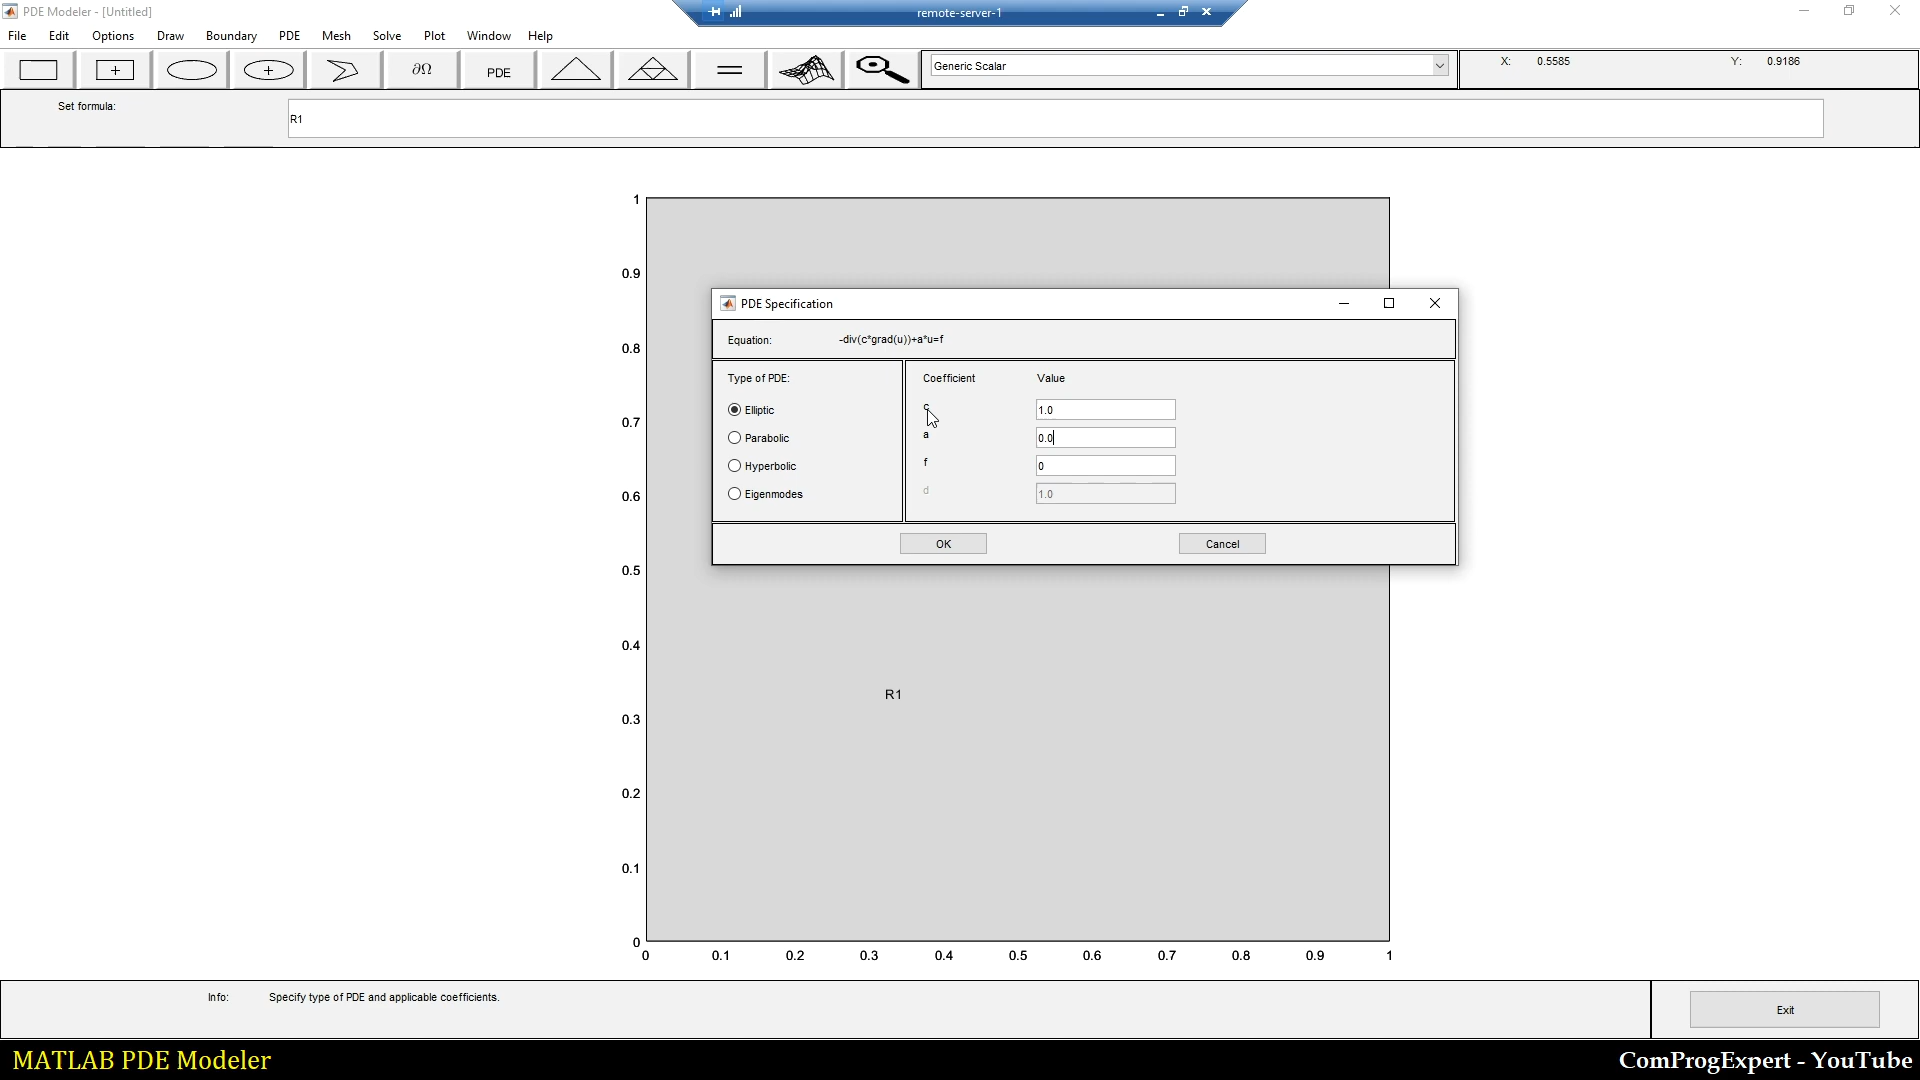 PDE Modeler - [Untitled]
remote-server-1
File Edit Options Draw Boundary PDE Mesh Solve Plot Window Help
∂Ω PDE Generic Scalar X: 0.5585 Y: 0.9186
Set formula:
R1
1
0.9
0.8
0.7
0.6
0.5
0.4
0.3
0.2
0.1
0
PDE Specification
Equation: -div(c*grad(u))+a*u=f
Type of PDE: Coefficient Value
Elliptic c 1.0
Parabolic a 0.0
Hyperbolic f 0
Eigenmodes d 1.0
OK Cancel
R1
0 0.1 0.2 0.3 0.4 0.5 0.6 0.7 0.8 0.9 1
Info: Specify type of PDE and applicable coefficients.
Exit
MATLAB PDE Modeler
ComProgExpert - YouTube